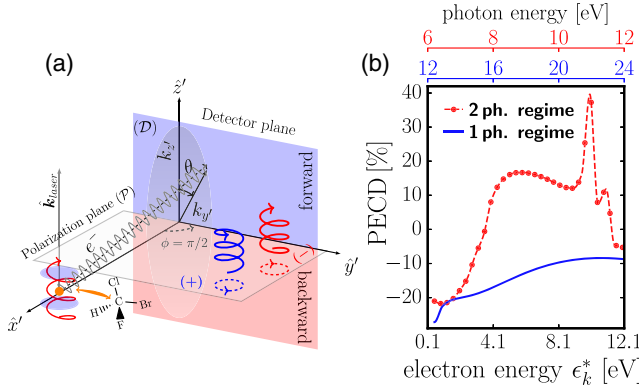 (a)
ẑ′
(𝒟)
Detector plane
k_z′
θ
forward
k̂_laser
Polarization plane (𝒫)
k_y′
e⁻
ϕ = π/2
(−)
ŷ′
(+)
backward
Cl
H
C
Br
F
x̂′
photon energy [eV]
6 8 10 12
(b)
12 16 20 24
2 ph. regime
1 ph. regime
PECD [%]
40
30
20
10
0
−10
−20
0.1 4.1 8.1 12.1
electron energy ϵ*_k [eV]